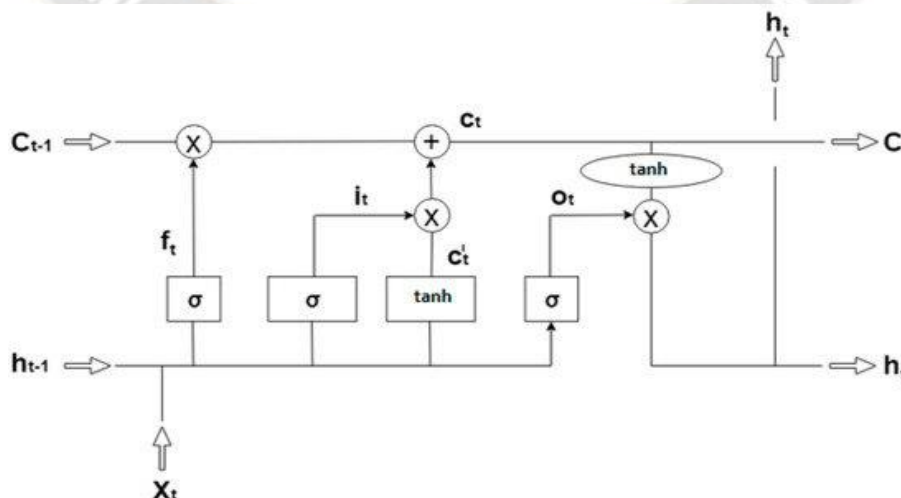 hₜ
Cₜ₋₁ X + Cₜ C
tanh
iₜ X oₜ X
fₜ C'ₜ
σ σ tanh σ
hₜ₋₁ h
Xₜ